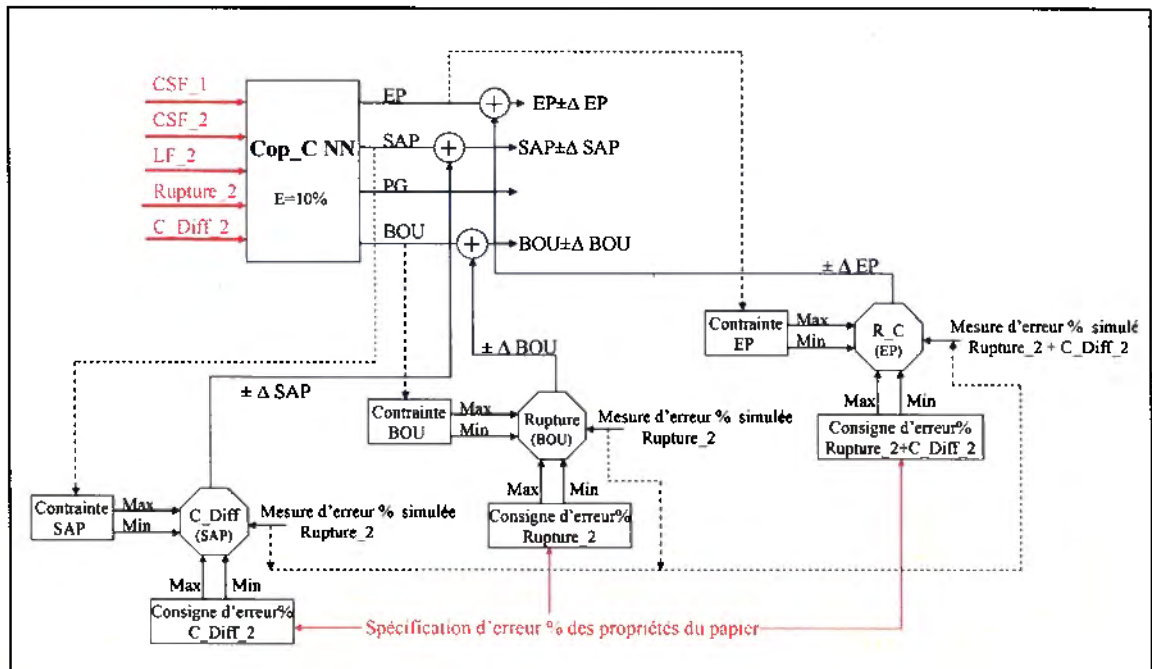 CSF_1
CSF_2
LF_2
Rupture_2
C_Diff_2
Cop_C NN
E=10%
EP
SAP
PG
BOU
EP±Δ EP
SAP±Δ SAP
BOU±Δ BOU
± Δ EP
± Δ BOU
± Δ SAP
Contrainte
EP
Max
Min
R_C
(EP)
Mesure d'erreur % simulé
Rupture_2 + C_Diff_2
Max
Min
Consigne d'erreur%
Rupture_2+C_Diff_2
Contrainte
BOU
Max
Min
Rupture
(BOU)
Mesure d'erreur % simulée
Rupture_2
Max
Min
Consigne d'erreur%
Rupture_2
Contrainte
SAP
Max
Min
C_Diff
(SAP)
Mesure d'erreur % simulée
Rupture_2
Max
Min
Consigne d'erreur%
C_Diff_2
Spécification d'erreur % des propriétés du papier